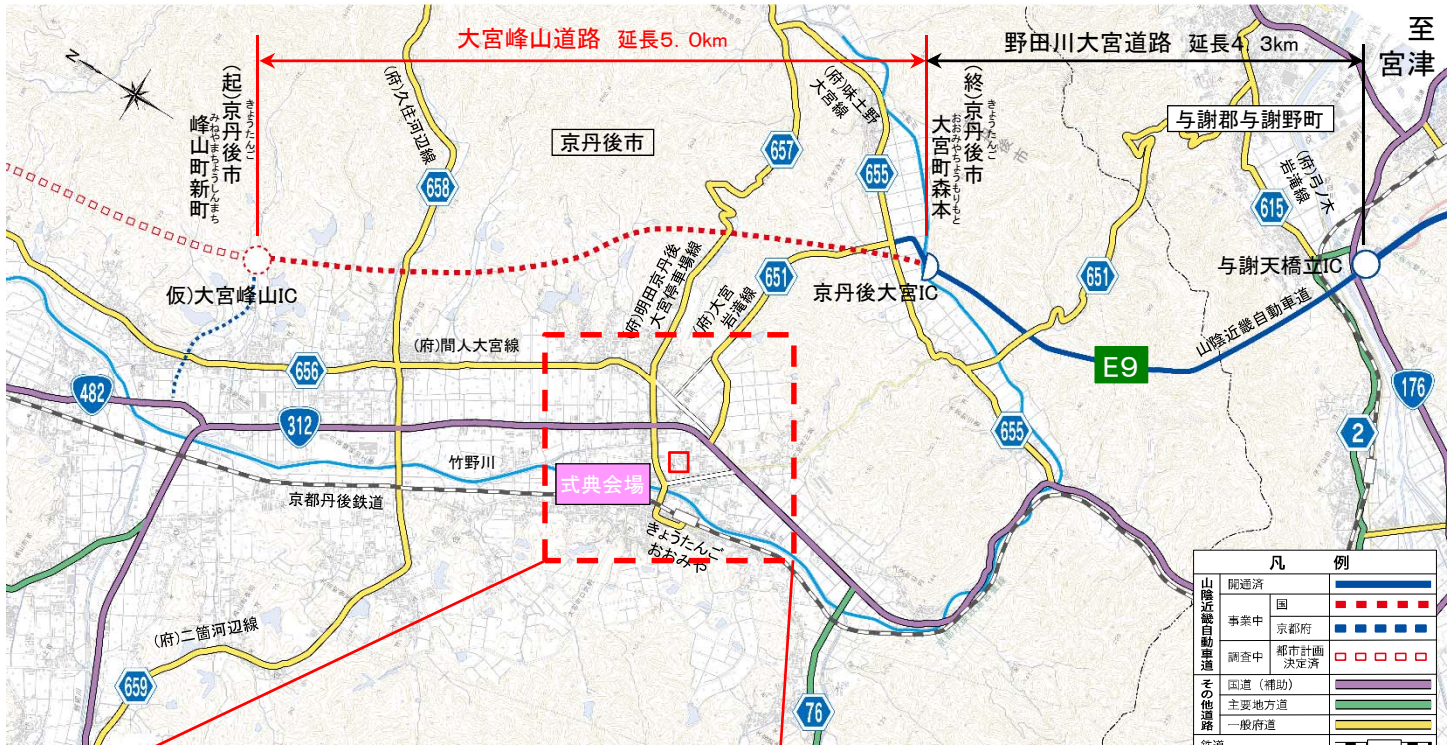 大宮峰山道路 延長5.0km
野田川大宮道路 延長4.3km
至
宮津
N
(起)京丹後市
きょうたんご
峰山町新町
みねやまちょうしんまち
(府)久住河辺線
京丹後市
(府)味土野
大宮線
(終)京丹後市
きょうたんご
大宮町森本
おおみやちょうもりもと
与謝郡与謝野町
(府)弓ノ木
岩滝線
657
655
658
615
仮)大宮峰山IC
(府)明田京丹後
大宮停車場線
651
(府)大宮
岩滝線
京丹後大宮IC
651
与謝天橋立IC
山陰近畿自動車道
(府)間人大宮線
656
E9
482
312
176
655
2
竹野川
式典会場
京都丹後鉄道
きょうたんご
おおみや
(府)二箇河辺線
659
76
凡 例
山陰近畿自動車道
開通済
事業中
国
京都府
調査中
都市計画
決定済
その他道路
国道(補助)
主要地方道
一般府道
鉄道